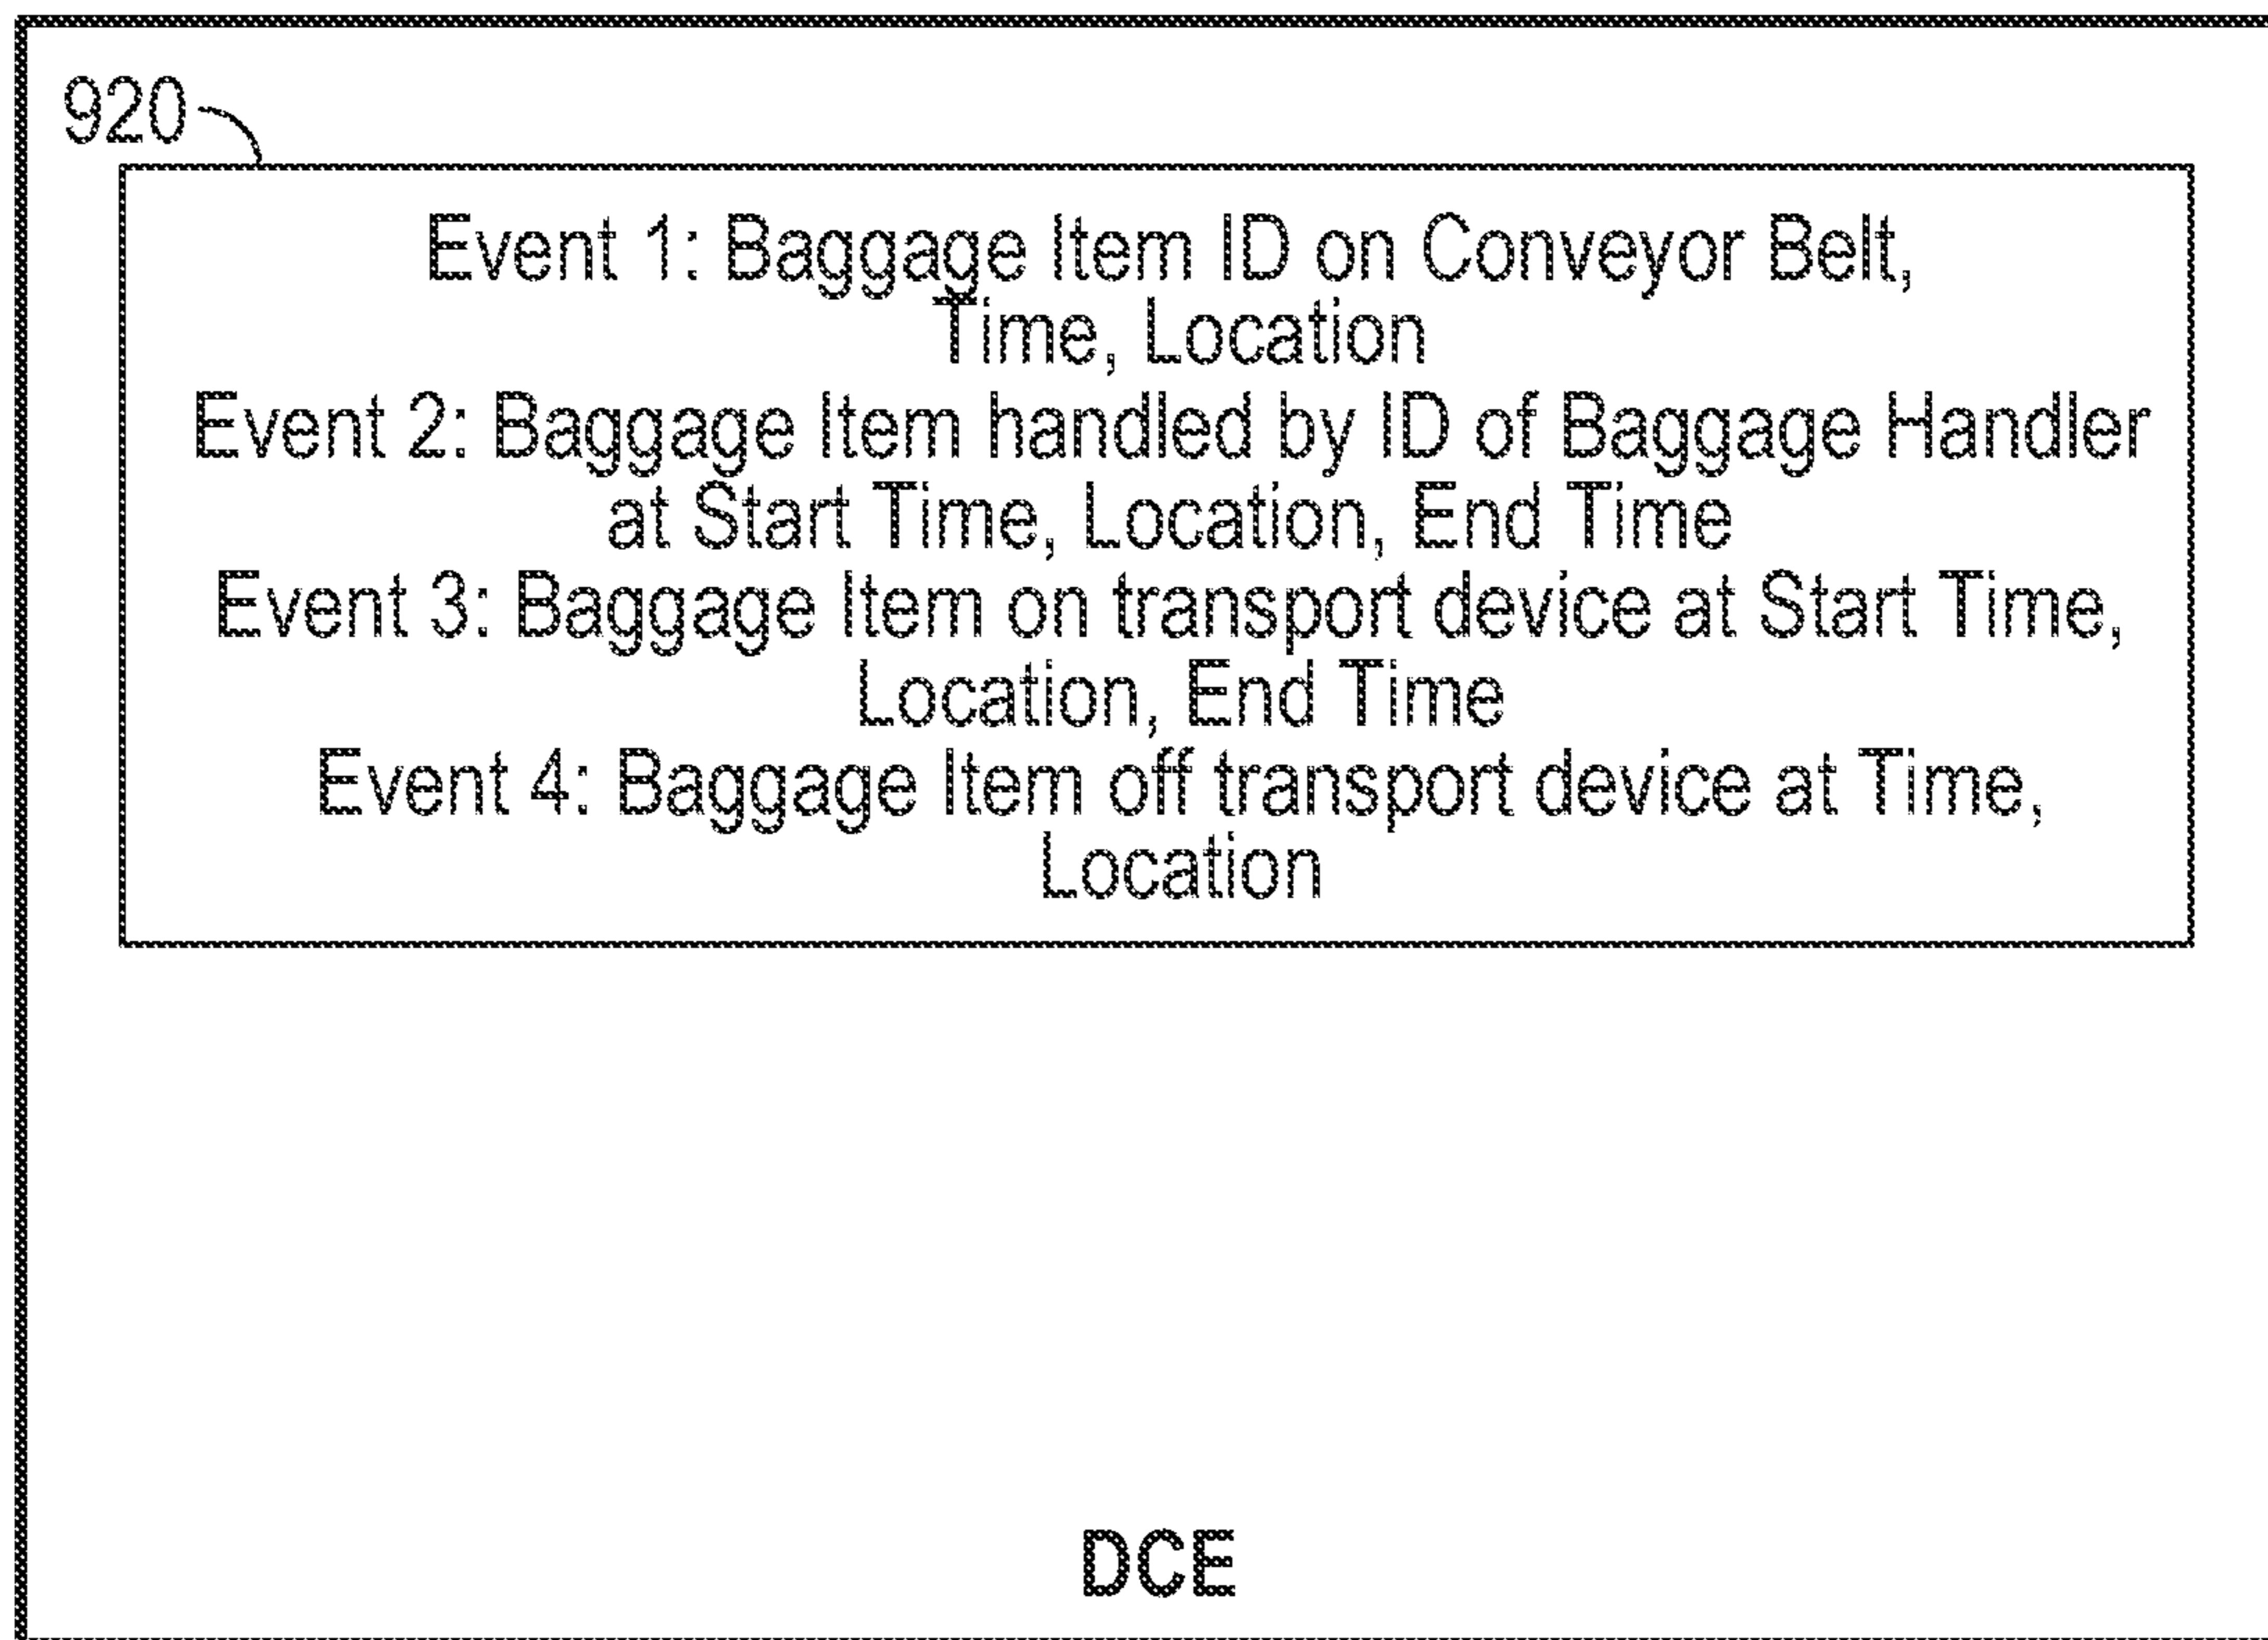 920
Event 1: Baggage Item ID on Conveyor Belt,
Time, Location
Event 2: Baggage Item handled by ID of Baggage Handler
at Start Time, Location, End Time
Event 3: Baggage Item on transport device at Start Time,
Location, End Time
Event 4: Baggage Item off transport device at Time,
Location
DCE